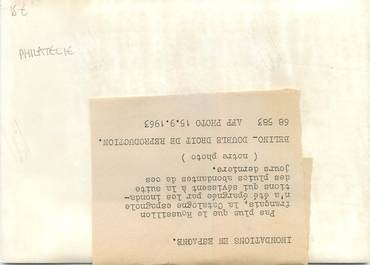 PHILATELIE
INONDATIONS EN ESPAGNE.
Pas plus que le Roussillon
français, la Catalogne espagnole
n'a été épargnée par les inonda-
tions qui sévissent à la suite
des pluies abondantes de ces
jours derniers.
( notre photo )
BELINO_ DOUBLE DROIT DE REPRODUCTION.
68 583 AFP PHOTO 15.9.1963